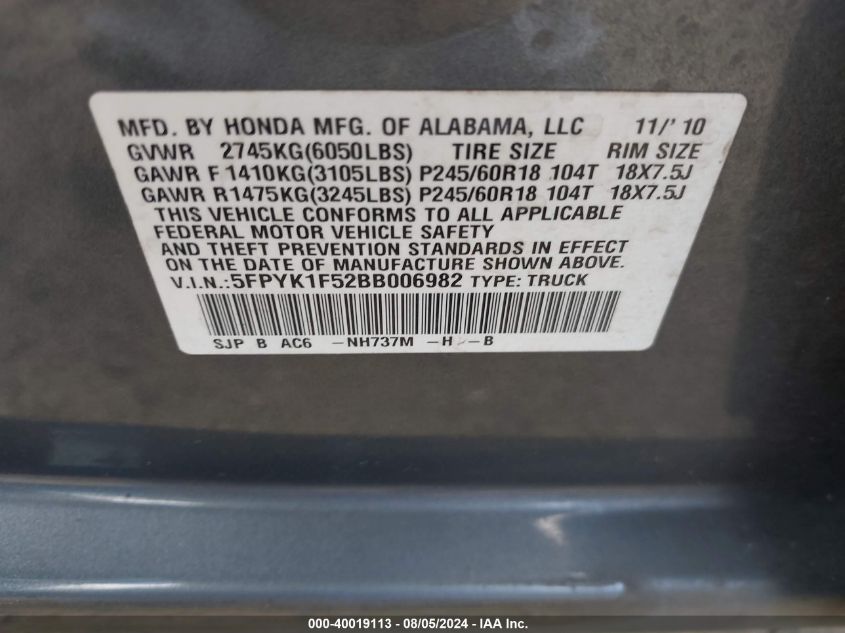 MFD. BY HONDA MFG. OF ALABAMA, LLC 11/'10
GVWR 2745KG(6050LBS) TIRE SIZE RIM SIZE
GAWR F 1410KG(3105LBS) P245/60R18 104T 18X7.5J
GAWR R1475KG(3245LBS) P245/60R18 104T 18X7.5J
THIS VEHICLE CONFORMS TO ALL APPLICABLE
FEDERAL MOTOR VEHICLE SAFETY
AND THEFT PREVENTION STANDARDS IN EFFECT
ON THE DATE OF MANUFACTURE SHOWN ABOVE.
V.I.N.:5FPYK1F52BB006982 TYPE: TRUCK
SJP B AC6 -NH737M -H -B
000-40019113 - 08/05/2024 - IAA Inc.